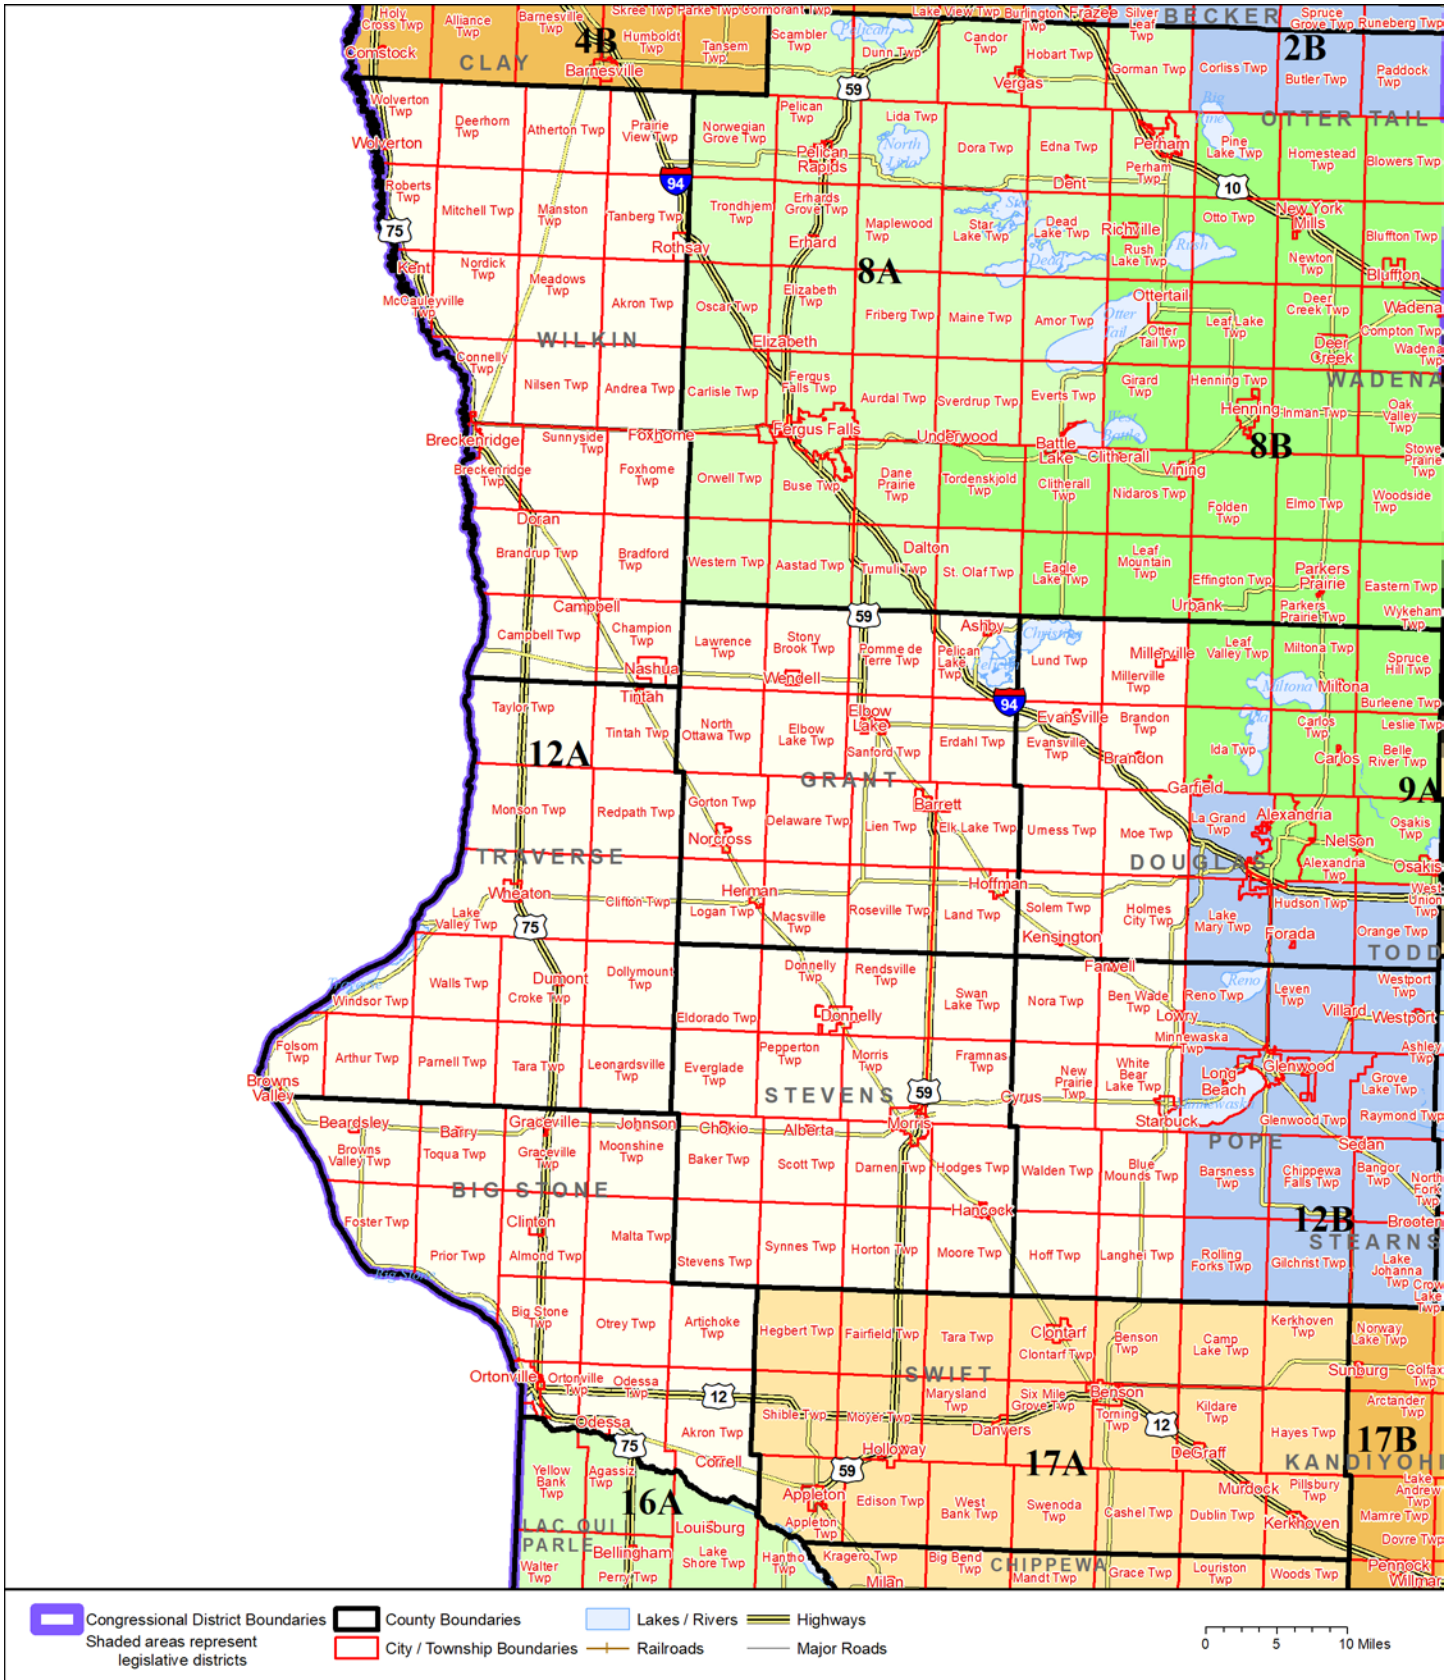 Holy
Cross Twp
Alliance
Twp
Barnesville
Twp
Skree Twp
Parke Twp
Cormorant Twp
Lake View Twp
Burlington
Twp
Frazee
Silver
Leaf
Twp
BECKER
Spruce
Grove Twp
Runeberg Twp
Comstock
CLAY
4B
Humboldt
Twp
Tansem
Twp
Barnesville
Scambler
Twp
Pelican
Dunn Twp
Candor
Twp
Hobart Twp
Gorman Twp
Corliss Twp
2B
Butler Twp
Paddock
Twp
Vergas
59
Wolverton
Twp
Deerhorn
Twp
Atherton Twp
Prairie
View Twp
Norwegian
Grove Twp
Pelican
Twp
Lida Twp
Big
Pine
OTTER TAIL
Wolverton
Pelican
Rapids
North
Lida
Dora Twp
Edna Twp
Perham
Perham
Twp
Pine
Lake Twp
Homestead
Twp
Blowers Twp
94
Roberts
Twp
Mitchell Twp
Manston
Twp
Tanberg Twp
Trondhjem
Twp
Erhards
Grove Twp
Maplewood
Twp
Star
Star
Lake Twp
Dent
Dead
Lake Twp
Richville
10
Otto Twp
New York
Mills
75
Rothsay
Erhard
8A
Dead
Rush
Lake Twp
Rush
Bluffton Twp
Kent
Nordick
Twp
Meadows
Twp
Newton
Twp
Bluffton
McCauleyville
Twp
Akron Twp
Oscar Twp
Elizabeth
Twp
Friberg Twp
Maine Twp
Amor Twp
Ottertail
Otter
Tail
Otter
Tail Twp
Leaf Lake
Twp
Deer
Creek Twp
Wadena
Compton Twp
WILKIN
Elizabeth
Deer
Creek
Wadena
Twp
Connelly
Twp
Nilsen Twp
Andrea Twp
Carlisle Twp
Fergus
Falls Twp
Aurdal Twp
Sverdrup Twp
Everts Twp
Girard
Twp
Henning Twp
WADENA
Henning
Inman Twp
Oak
Valley
Twp
Breckenridge
Sunnyside
Twp
Foxhome
Fergus Falls
Underwood
Battle
Lake
West
Battle
Clitherall
8B
Stowe
Prairie
Twp
Breckenridge
Twp
Foxhome
Twp
Orwell Twp
Buse Twp
Dane
Prairie
Twp
Tordenskjold
Twp
Clitherall
Twp
Vining
Nidaros Twp
Folden
Twp
Elmo Twp
Woodside
Twp
Doran
Brandrup Twp
Bradford
Twp
Western Twp
Aastad Twp
Dalton
Tumuli Twp
St. Olaf Twp
Eagle
Lake Twp
Leaf
Mountain
Twp
Effington Twp
Parkers
Prairie
Eastern Twp
Campbell
59
Urbank
Parkers
Prairie Twp
Wykeham
Twp
Campbell Twp
Champion
Twp
Lawrence
Twp
Stony
Brook Twp
Pomme de
Terre Twp
Ashby
Pelican
Lake
Twp
Pelican
Christina
Lund Twp
Millerville
Millerville
Twp
Leaf
Valley Twp
Miltona Twp
Spruce
Hill Twp
Nashua
Wendell
Miltona
Miltona
Tintah
94
Burleene Twp
Taylor Twp
Tintah Twp
12A
North
Ottawa Twp
Elbow
Lake Twp
Elbow
Lake
Sanford Twp
Erdahl Twp
Evansville
Evansville
Twp
Brandon
Twp
Brandon
Ida
Ida Twp
Carlos
Twp
Carlos
Leslie Twp
Belle
River Twp
GRANT
Garfield
9A
Monson Twp
Redpath Twp
Gorton Twp
Delaware Twp
Barrett
Lien Twp
Elk Lake Twp
Urness Twp
Moe Twp
La Grand
Twp
Alexandria
Osakis
Twp
Norcross
Nelson
TRAVERSE
DOUGLAS
Alexandria
Twp
Osakis
Wheaton
Herman
Hoffman
Clifton Twp
Logan Twp
Macsville
Twp
Roseville Twp
Land Twp
Solem Twp
Holmes
City Twp
Lake
Mary Twp
Hudson Twp
West
Union
Twp
75
Lake
Valley Twp
Kensington
Forada
Orange Twp
TODD
Traverse
Windsor Twp
Walls Twp
Dumont
Croke Twp
Dollymount
Twp
Donnelly
Twp
Rendsville
Twp
Swan
Lake Twp
Nora Twp
Farwell
Ben Wade
Twp
Reno Twp
Reno
Leven
Twp
Westport
Twp
Eldorado Twp
Donnelly
Lowry
Villard
Westport
Folsom
Twp
Arthur Twp
Parnell Twp
Tara Twp
Leonardsville
Twp
Everglade
Twp
Pepperton
Twp
Morris
Twp
Framnas
Twp
New
Prairie
Twp
Minnewaska
Twp
White
Bear
Lake Twp
Long
Beach
Glenwood
Ashley
Twp
Grove
Lake Twp
Browns
Valley
STEVENS
59
Cyrus
Minnewaska
Starbuck
Glenwood Twp
Raymond Twp
Beardsley
Barry
Graceville
Johnson
Chokio
Alberta
Morris
POPE
Sedan
Browns
Valley Twp
Toqua Twp
Graceville
Twp
Moonshine
Twp
Baker Twp
Scott Twp
Darnen Twp
Hodges Twp
Walden Twp
Blue
Mounds Twp
Barsness
Twp
Chippewa
Falls Twp
Bangor
Twp
North
Fork
Twp
BIG STONE
Hancock
12B
Brooten
Foster Twp
Prior Twp
Clinton
Almond Twp
Malta Twp
Stevens Twp
Synnes Twp
Horton Twp
Moore Twp
Hoff Twp
Langhei Twp
Rolling
Forks Twp
Gilchrist Twp
STEARNS
Lake
Johanna
Twp
Crow
Lake
Twp
Big Stone
Big Stone
Twp
Otrey Twp
Artichoke
Twp
Hegbert Twp
Fairfield Twp
Tara Twp
Clontarf
Clontarf Twp
Benson
Twp
Camp
Lake Twp
Kerkhoven
Twp
Norway
Lake Twp
SWIFT
Sunburg
Colfax
Twp
Ortonville
Ortonville
Twp
Odessa
Twp
12
Marysland
Twp
Six Mile
Grove Twp
Benson
Arctander
Twp
Odessa
Shible Twp
Moyer Twp
Danvers
Torning
Twp
12
Kildare
Twp
Hayes Twp
17B
75
Akron Twp
Correll
Holloway
17A
DeGraff
KANDIYOHI
Yellow
Bank
Twp
Agassiz
Twp
16A
59
Appleton
Edison Twp
West
Bank Twp
Swenoda
Twp
Cashel Twp
Murdock
Dublin Twp
Pillsbury
Twp
Kerkhoven
Lake
Andrew
Twp
Mamre Twp
LAC QUI
PARLE
Louisburg
Appleton
Twp
Dovre Twp
Walter
Twp
Bellingham
Perry Twp
Lake
Shore Twp
Hantho
Twp
Kragero Twp
Milan
Big Bend
Twp
CHIPPEWA
Mandt Twp
Grace Twp
Louriston
Twp
Woods Twp
Pennock
Willmar
Congressional District Boundaries
County Boundaries
Lakes / Rivers
Highways
Shaded areas represent
legislative districts
City / Township Boundaries
Railroads
Major Roads
0 5 10 Miles